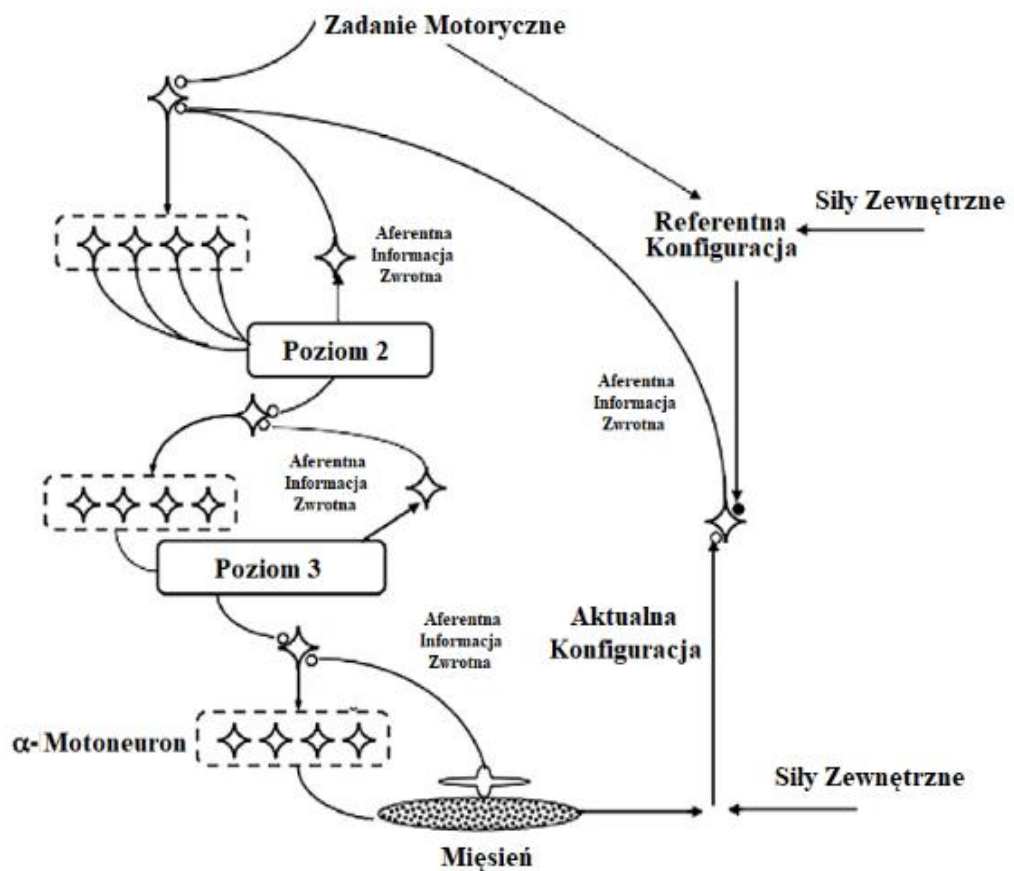 Zadanie Motoryczne
Siły Zewnętrzne
Referentna
Konfiguracja
Aferentna
Informacja
Zwrotna
Poziom 2
Aferentna
Informacja
Zwrotna
Aferentna
Informacja
Zwrotna
Poziom 3
Aferentna
Informacja
Zwrotna
Aktualna
Konfiguracja
α- Motoneuron
Siły Zewnętrzne
Mięsień